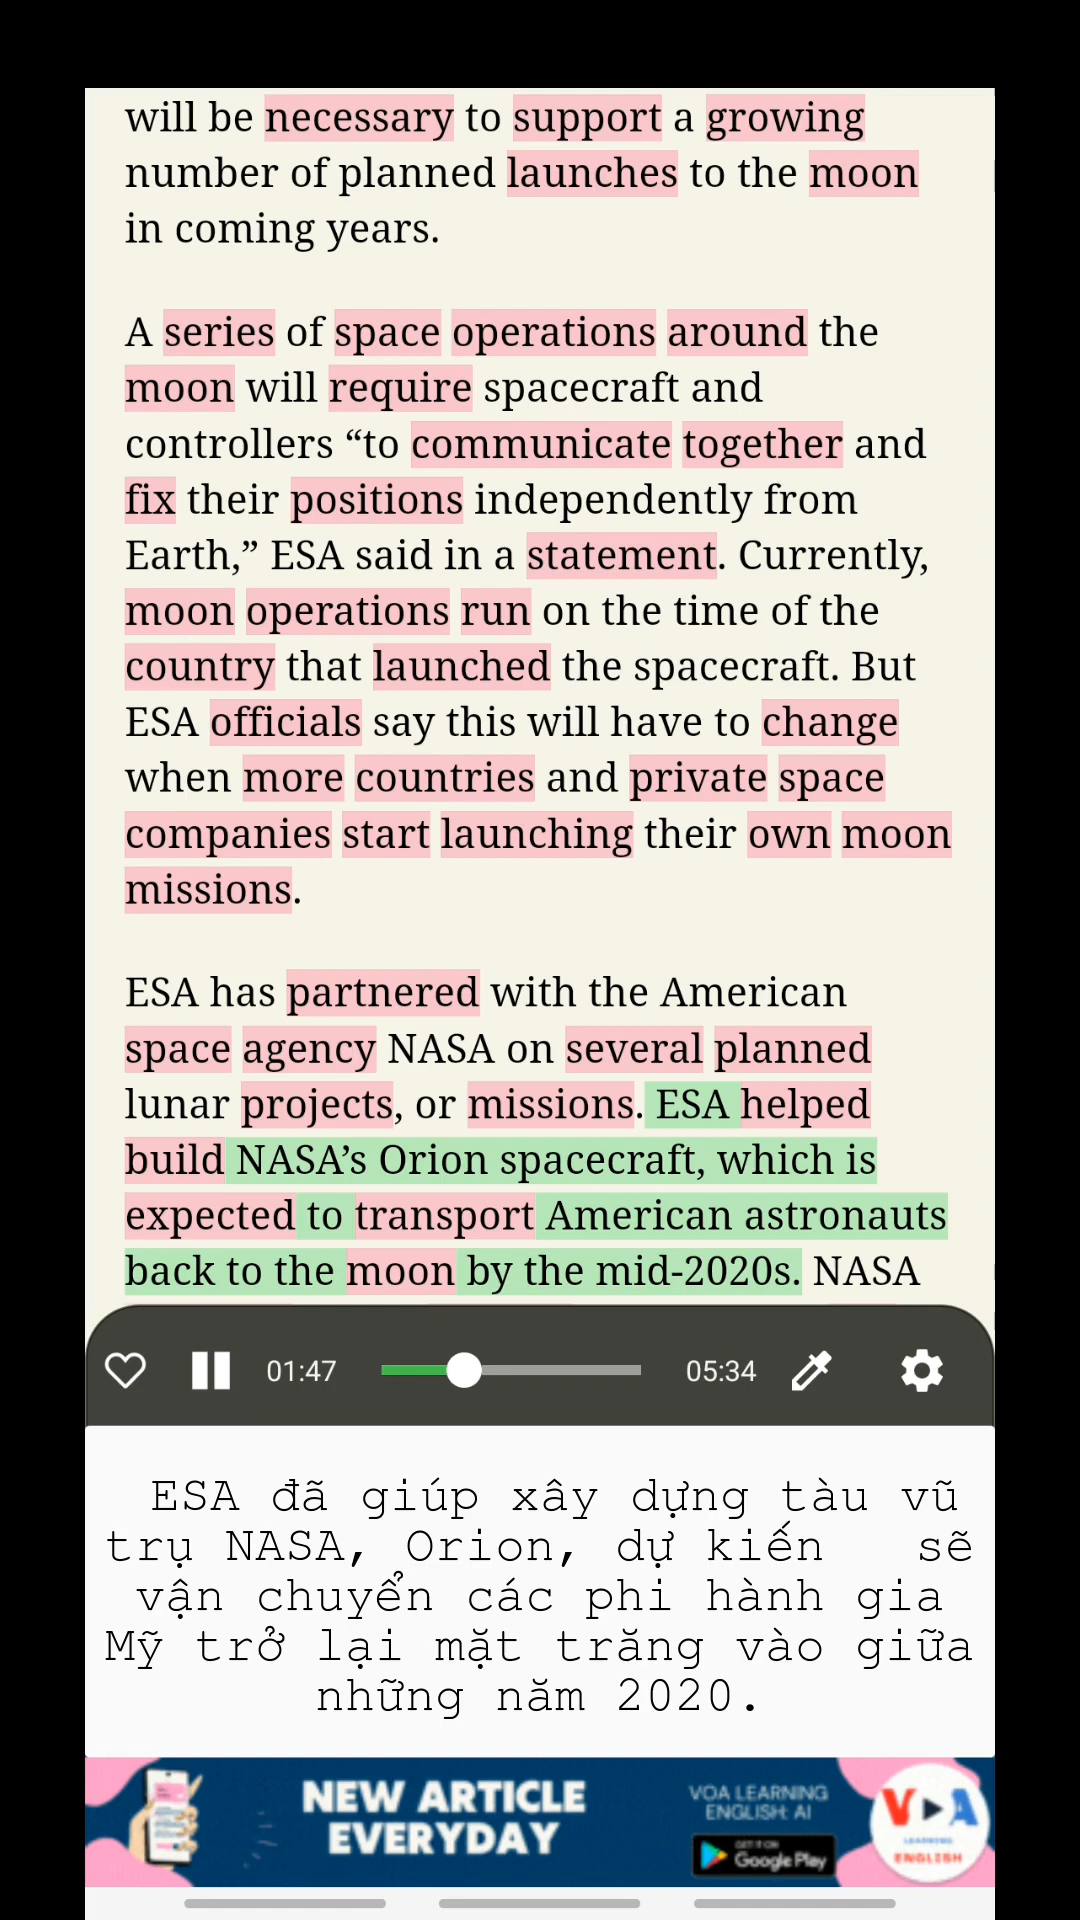 will be necessary to support a growing
number of planned launches to the moon
in coming years.
A series of space operations around the
moon will require spacecraft and
controllers “to communicate together and
fix their positions independently from
Earth,” ESA said in a statement. Currently,
moon operations run on the time of the
country that launched the spacecraft. But
ESA officials say this will have to change
when more countries and private space
companies start launching their own moon
missions.
ESA has partnered with the American
space agency NASA on several planned
lunar projects, or missions. ESA helped
build NASA’s Orion spacecraft, which is
expected to transport American astronauts
back to the moon by the mid-2020s. NASA
01:47
05:34
ESA đã giúp xây dựng tàu vũ
trụ NASA, Orion, dự kiến sẽ
vận chuyển các phi hành gia
Mỹ trở lại mặt trăng vào giữa
những năm 2020.
NEW ARTICLE
EVERYDAY
VOA LEARNING
ENGLISH: AI
GET IT ON
Google Play
VOA
LEARNING
ENGLISH